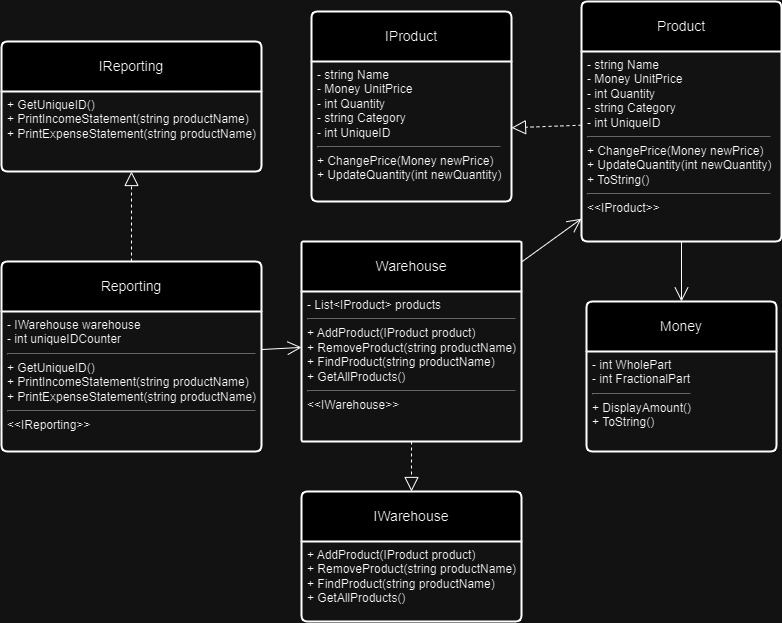 IReporting
+ GetUniqueID()
+ PrintIncomeStatement(string productName)
+ PrintExpenseStatement(string productName)
IProduct
- string Name
- Money UnitPrice
- int Quantity
- string Category
- int UniqueID
+ ChangePrice(Money newPrice)
+ UpdateQuantity(int newQuantity)
Product
- string Name
- Money UnitPrice
- int Quantity
- string Category
- int UniqueID
+ ChangePrice(Money newPrice)
+ UpdateQuantity(int newQuantity)
+ ToString()
<<IProduct>>
Reporting
- IWarehouse warehouse
- int uniqueIDCounter
+ GetUniqueID()
+ PrintIncomeStatement(string productName)
+ PrintExpenseStatement(string productName)
<<IReporting>>
Warehouse
- List<IProduct> products
+ AddProduct(IProduct product)
+ RemoveProduct(string productName)
+ FindProduct(string productName)
+ GetAllProducts()
<<IWarehouse>>
Money
- int WholePart
- int FractionalPart
+ DisplayAmount()
+ ToString()
IWarehouse
+ AddProduct(IProduct product)
+ RemoveProduct(string productName)
+ FindProduct(string productName)
+ GetAllProducts()